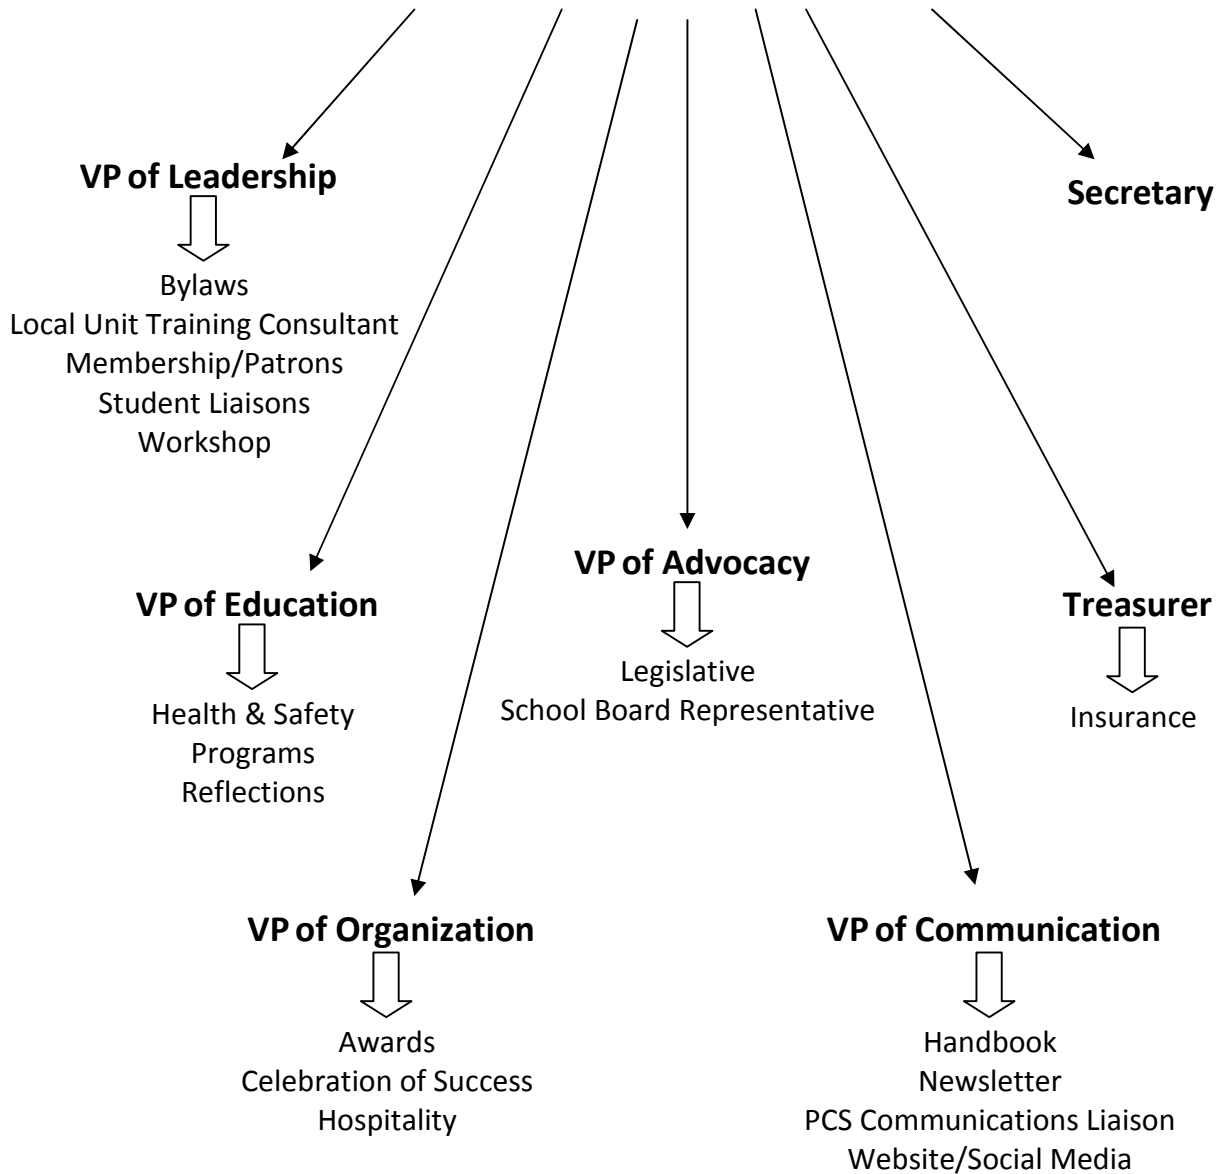 VP of Leadership
Bylaws
Local Unit Training Consultant
Membership/Patrons
Student Liaisons
Workshop
Secretary
VP of Education
Health & Safety
Programs
Reflections
VP of Advocacy
Legislative
School Board Representative
Treasurer
Insurance
VP of Organization
Awards
Celebration of Success
Hospitality
VP of Communication
Handbook
Newsletter
PCS Communications Liaison
Website/Social Media